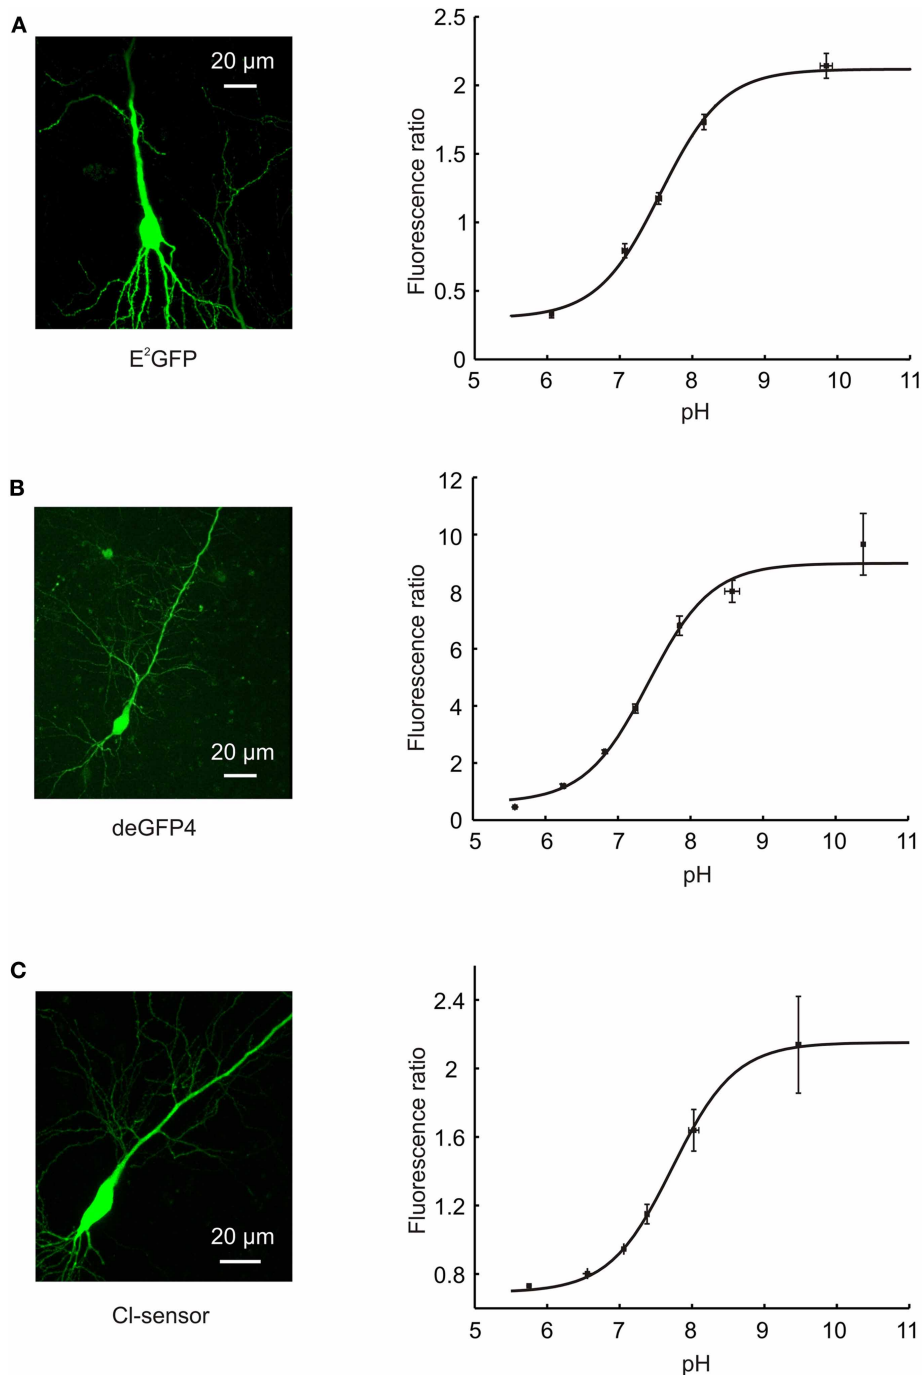 A
20 µm
E²GFP
Fluorescence ratio
2.5
2
1.5
1
0.5
0
5 6 7 8 9 10 11
pH
B
20 µm
deGFP4
Fluorescence ratio
12
10
8
6
4
2
0
5 6 7 8 9 10 11
pH
C
20 µm
Cl-sensor
Fluorescence ratio
2.4
2
1.6
1.2
0.8
5 6 7 8 9 10 11
pH